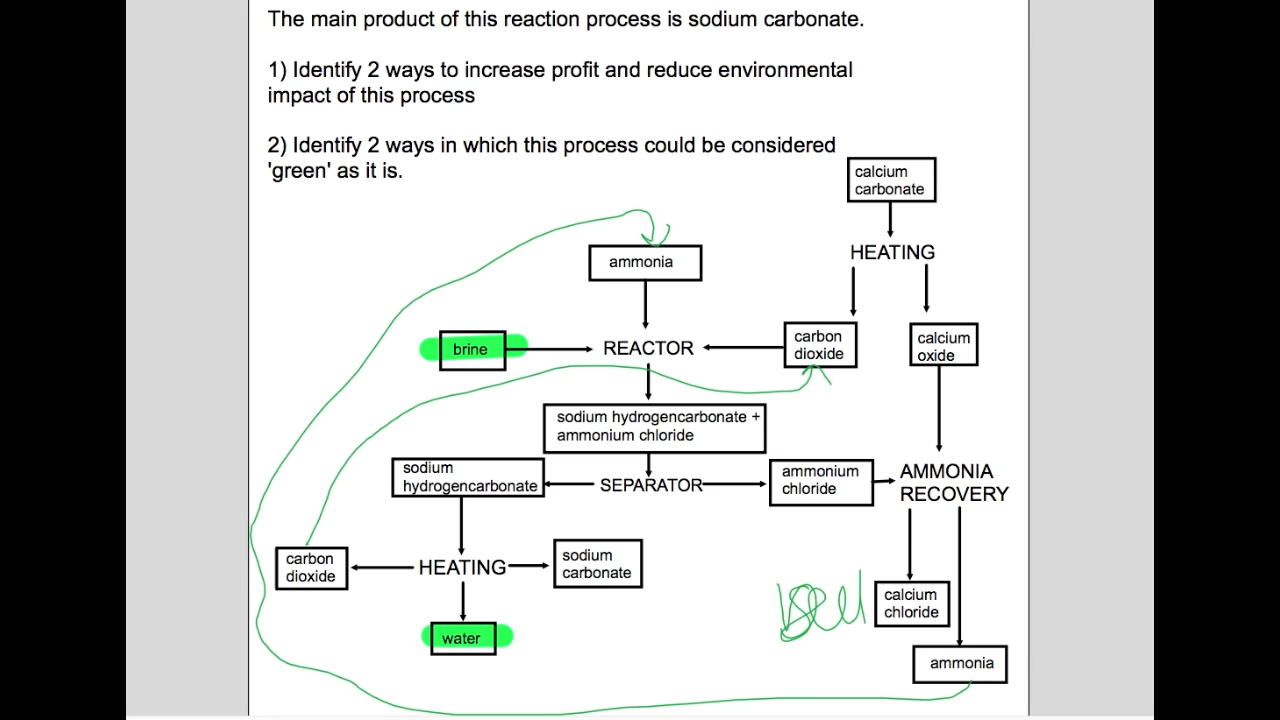 The main product of this reaction process is sodium carbonate.
1) Identify 2 ways to increase profit and reduce environmental
impact of this process
2) Identify 2 ways in which this process could be considered
'green' as it is.
calcium
carbonate
HEATING
ammonia
carbon
dioxide
calcium
oxide
brine
REACTOR
sodium hydrogencarbonate +
ammonium chloride
sodium
hydrogencarbonate
SEPARATOR
ammonium
chloride
AMMONIA
RECOVERY
carbon
dioxide
HEATING
sodium
carbonate
calcium
chloride
water
ammonia